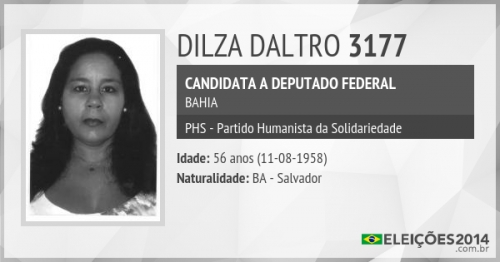 DILZA DALTRO 3177
CANDIDATA A DEPUTADO FEDERAL
BAHIA
PHS - Partido Humanista da Solidariedade
Idade: 56 anos (11-08-1958)
Naturalidade: BA - Salvador
ELEIÇÕES2014
.com.br